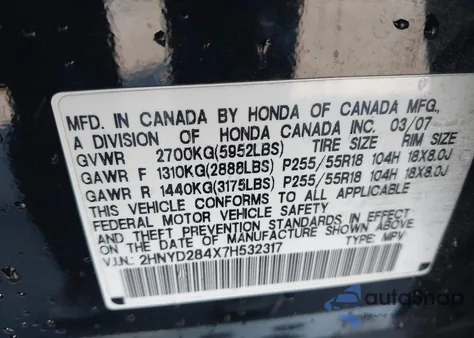 MFD. IN CANADA BY HONDA OF CANADA MFG.,
A DIVISION OF HONDA CANADA INC. 03/07
GVWR 2700KG(5952LBS) TIRE SIZE RIM SIZE
GAWR F 1310KG(2888LBS) P255/55R18 104H 18X8.0J
GAWR R 1440KG(3175LBS) P255/55R18 104H 18X8.0J
THIS VEHICLE CONFORMS TO ALL APPLICABLE
FEDERAL MOTOR VEHICLE SAFETY
AND THEFT PREVENTION STANDARDS IN EFFECT
ON THE DATE OF MANUFACTURE SHOWN ABOVE
V.I.N.: 2HNYD284X7H532317 TYPE: MPV
autoSnap